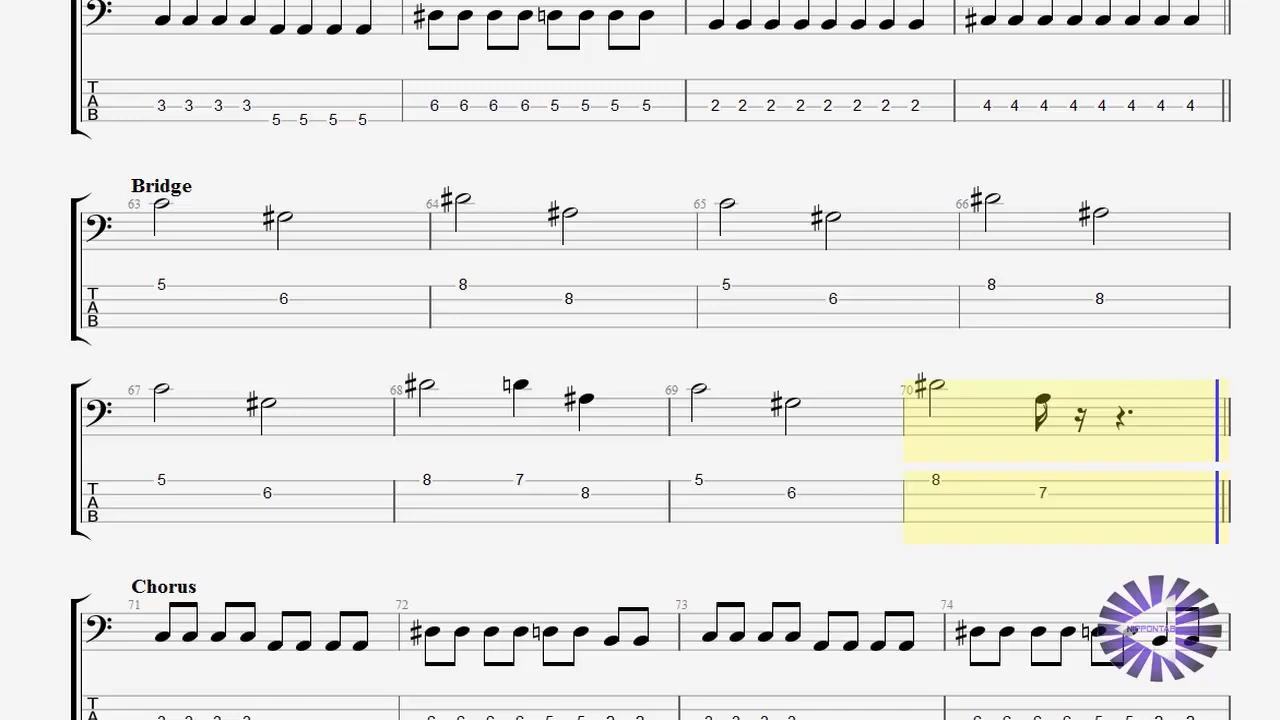 T
A
B
3 3 3 3 5 5 5 5 6 6 6 6 5 5 5 5 2 2 2 2 2 2 2 2 4 4 4 4 4 4 4 4
Bridge
63 64 65 66
T
A
B
5 6 8 8 5 6 8 8
67 68 69 70
T
A
B
5 6 8 7 8 5 6 8 7
Chorus
71 72 73 74
NIPPONTAB
T
A